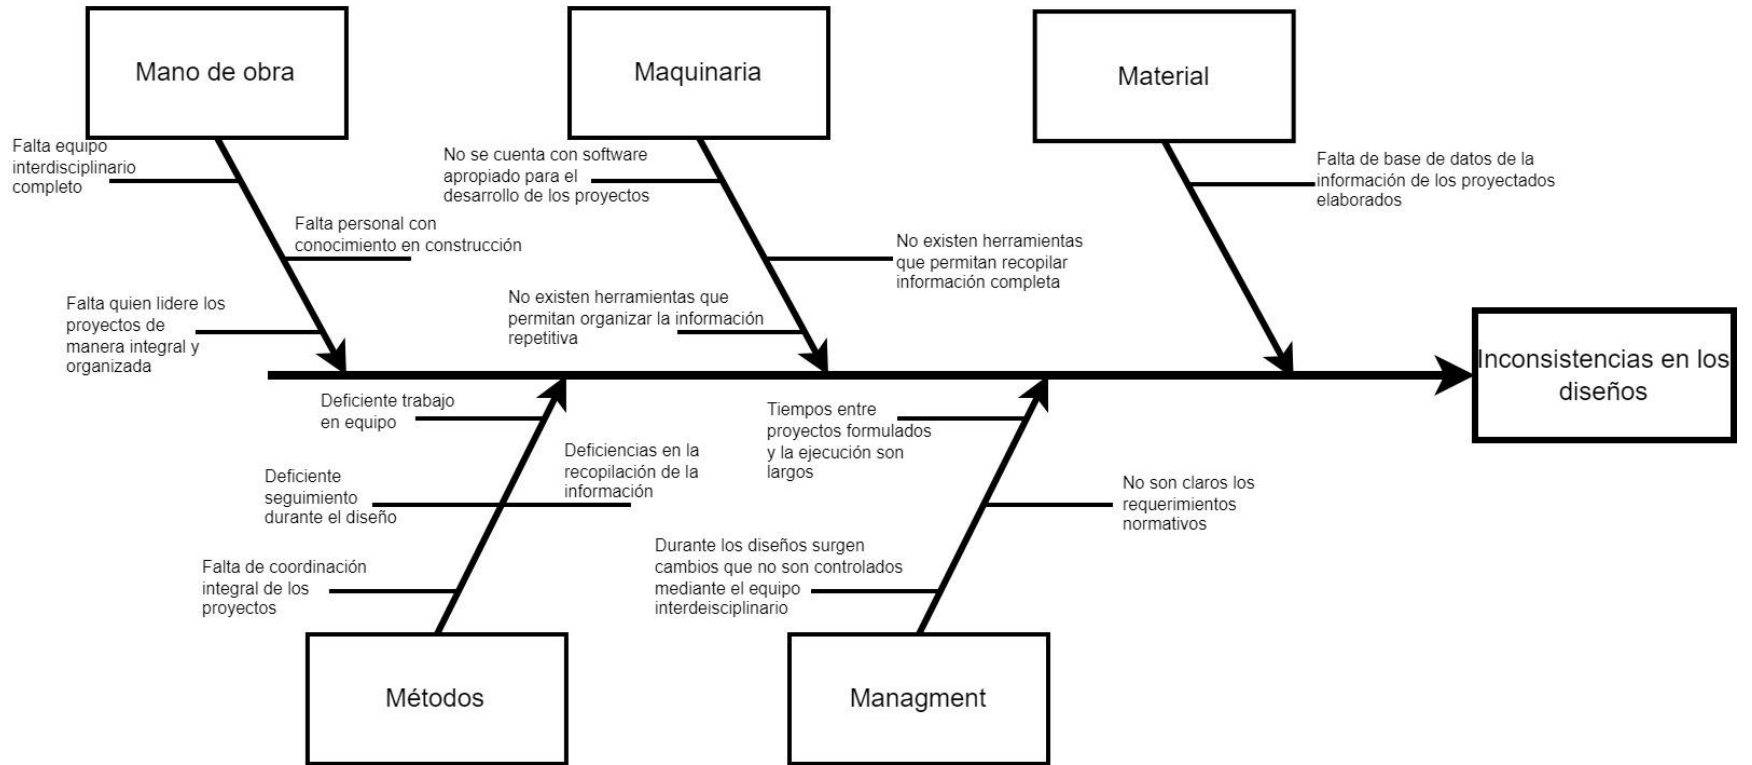 Mano de obra
Maquinaria
Material
Falta equipo
interdisciplinario
completo
No se cuenta con software
apropiado para el
desarrollo de los proyectos
Falta de base de datos de la
información de los proyectados
elaborados
Falta personal con
conocimiento en construcción
No existen herramientas
que permitan recopilar
información completa
Falta quien lidere los
proyectos de
manera integral y
organizada
No existen herramientas que
permitan organizar la información
repetitiva
Inconsistencias en los
diseños
Deficiente trabajo
en equipo
Tiempos entre
proyectos formulados
y la ejecución son
largos
Deficiencias en la
recopilación de la
información
Deficiente
seguimiento
durante el diseño
No son claros los
requerimientos
normativos
Falta de coordinación
integral de los
proyectos
Durante los diseños surgen
cambios que no son controlados
mediante el equipo
interdeisciplinario
Métodos
Managment